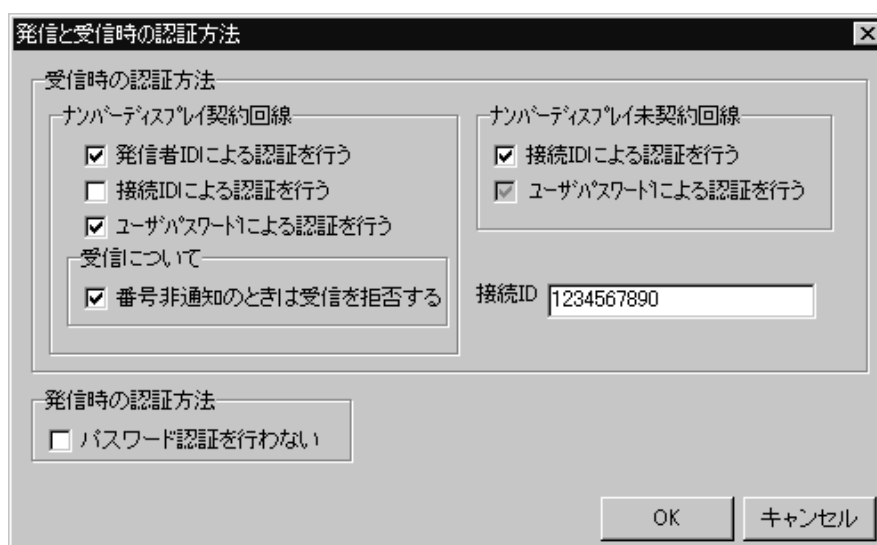 発信と受信時の認証方法
受信時の認証方法
ﾅﾝﾊﾞｰﾃﾞｨｽﾌﾟﾚｲ契約回線
発信者IDによる認証を行う
接続IDによる認証を行う
ﾕｰｻﾞﾊﾟｽﾜｰﾄﾞ1による認証を行う
受信について
番号非通知のときは受信を拒否する
ﾅﾝﾊﾞｰﾃﾞｨｽﾌﾟﾚｲ未契約回線
接続IDによる認証を行う
ﾕｰｻﾞﾊﾟｽﾜｰﾄﾞ1による認証を行う
接続ID 1234567890
発信時の認証方法
パスワード認証を行わない
OK キャンセル